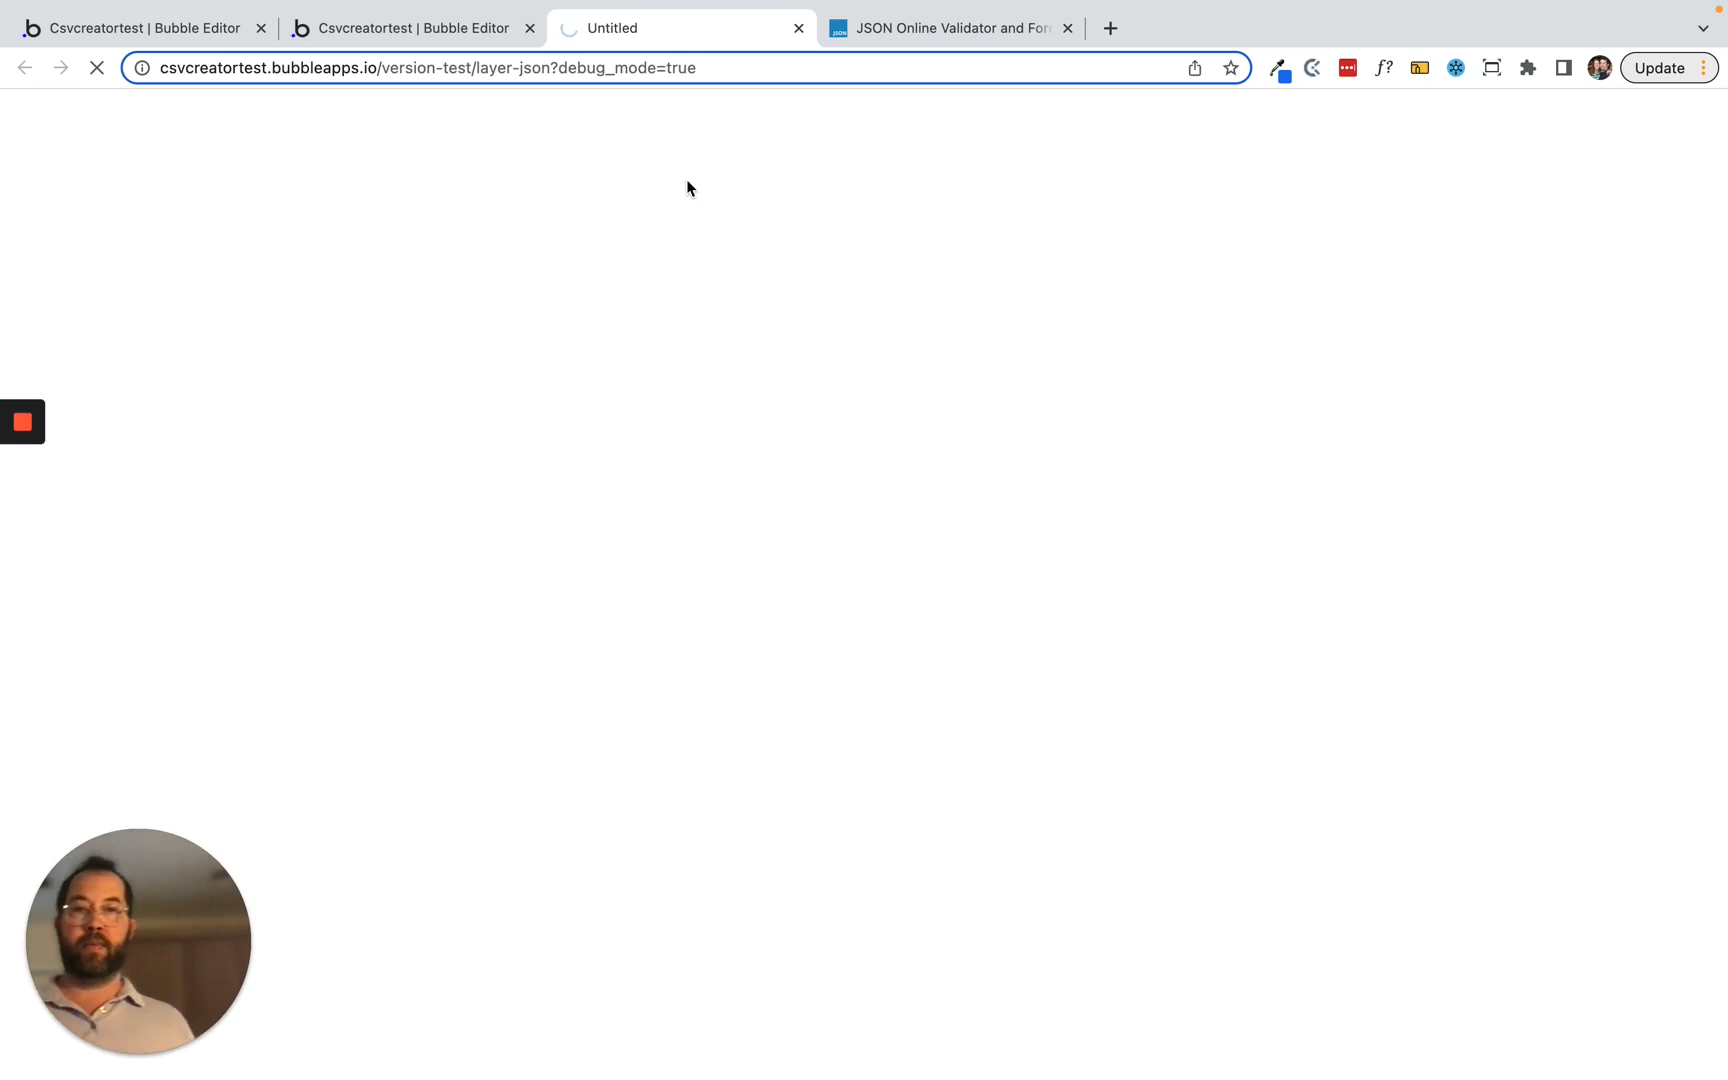 Csvcreatortest | Bubble Editor
Csvcreatortest | Bubble Editor
Untitled
JSON Online Validator and For
csvcreatortest.bubbleapps.io/version-test/layer-json?debug_mode=true
f?
Update